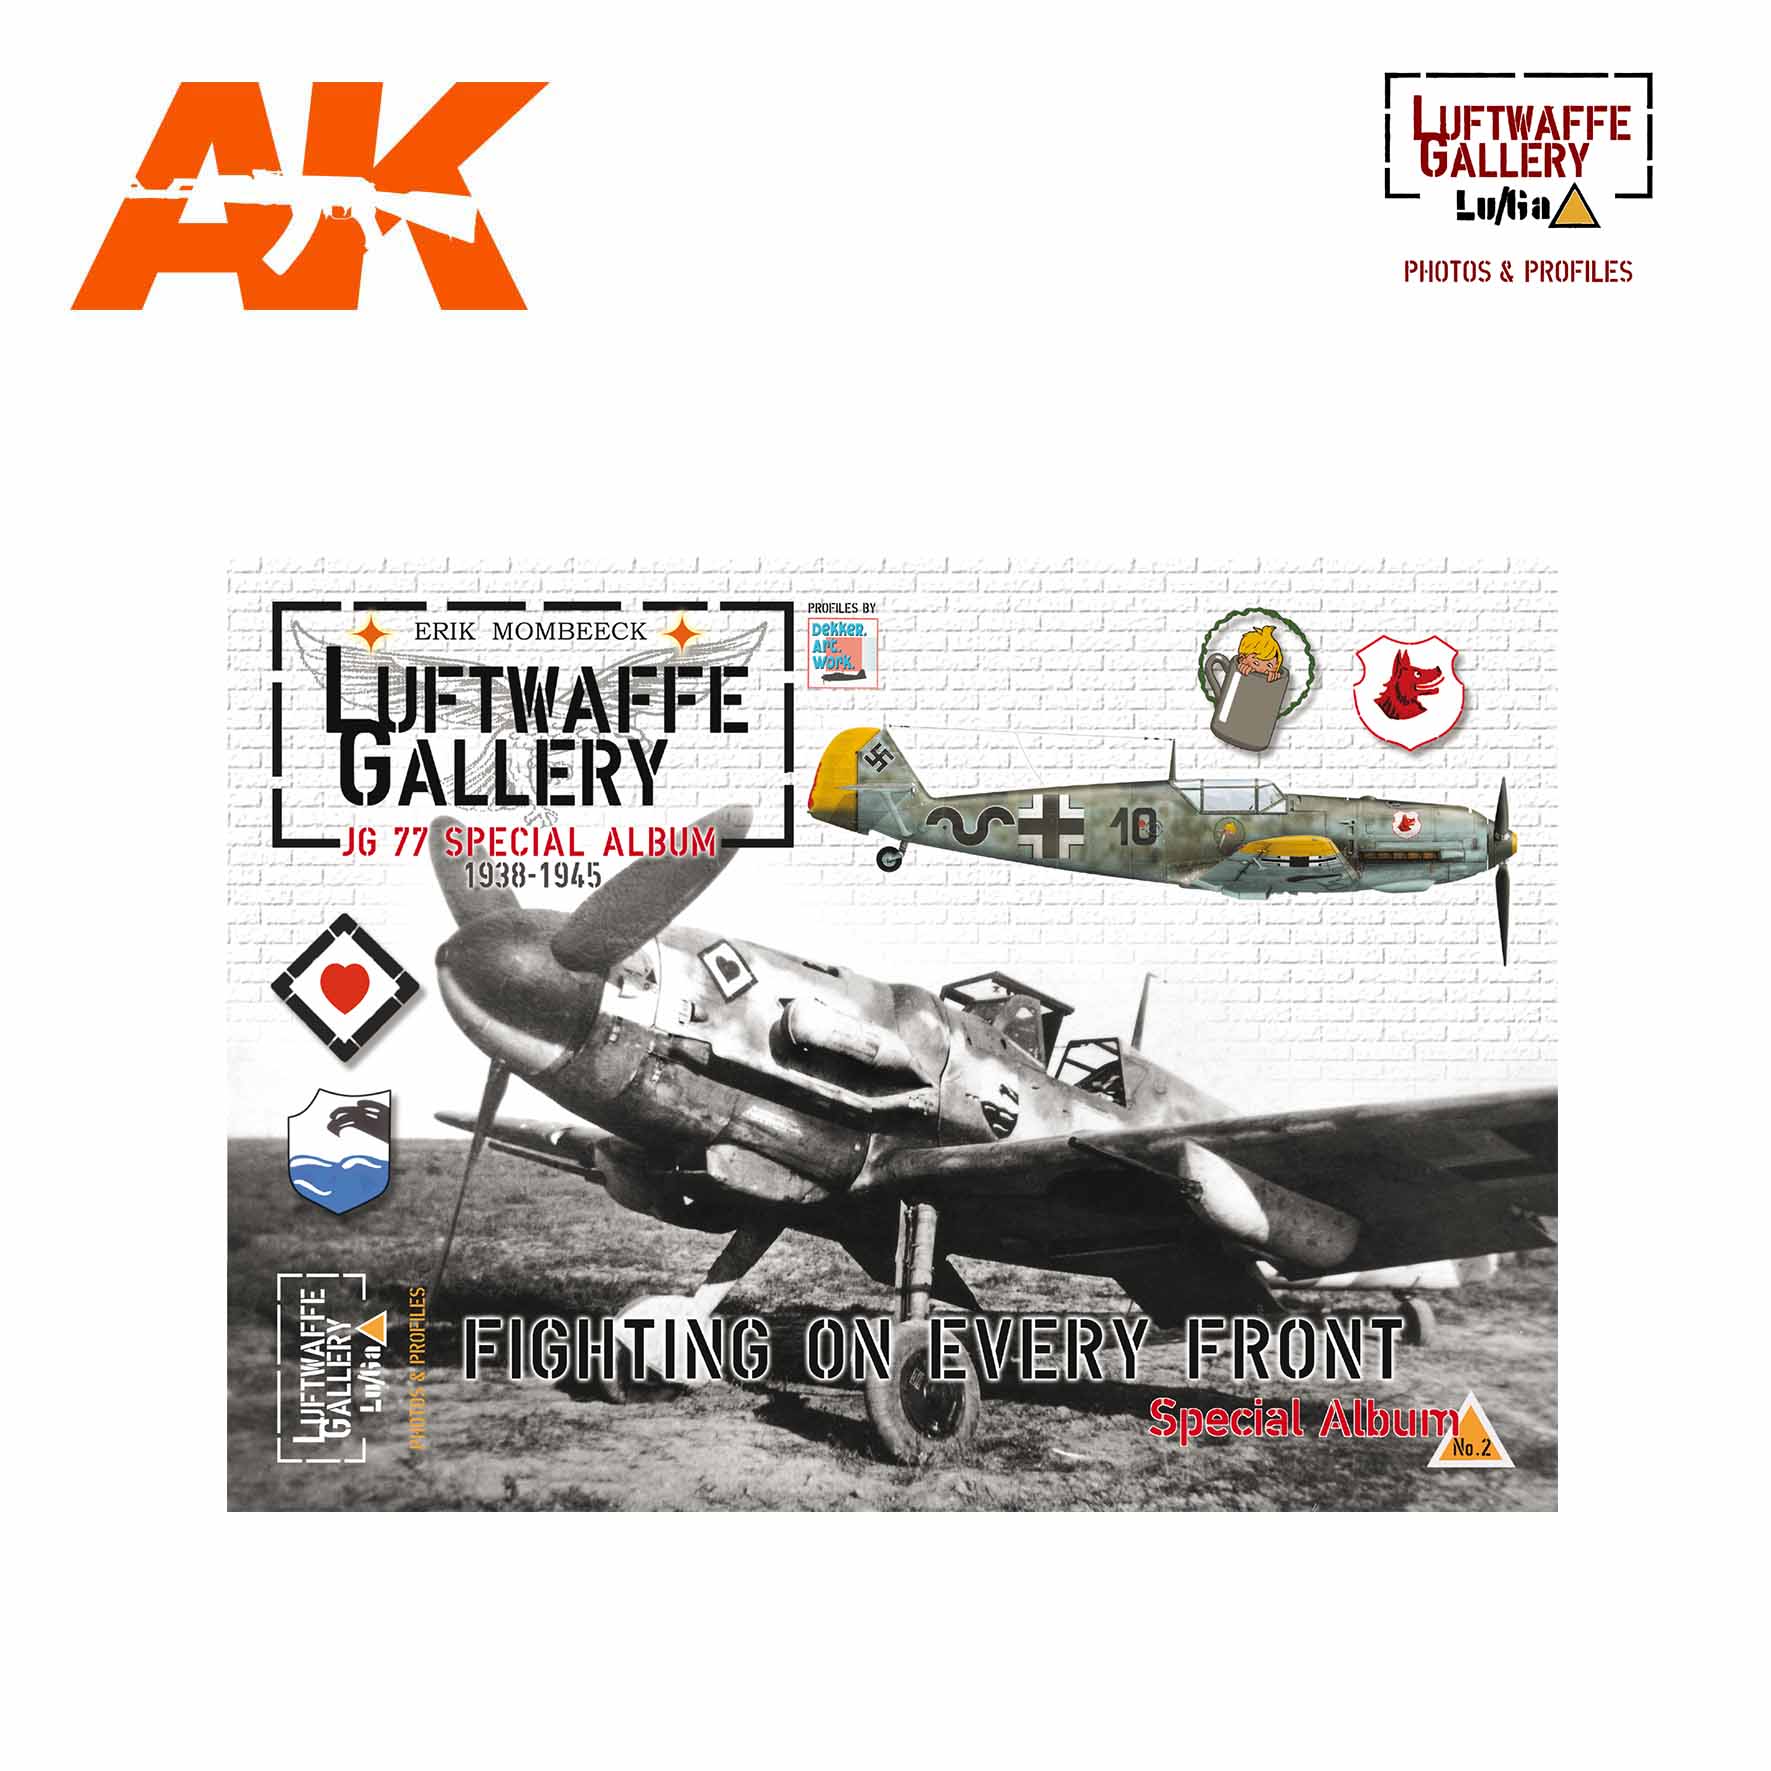 AK
LUFTWAFFE
GALLERY
Lu/Ga
PHOTOS & PROFILES
ERIK MOMBEECK
LUFTWAFFE
GALLERY
JG 77 SPECIAL ALBUM
1938-1945
PROFILES BY
Dekker.
Art.
Work.
10
LUFTWAFFE
GALLERY
Lu/Ga
PHOTOS & PROFILES
FIGHTING ON EVERY FRONT
Special Album
No.2